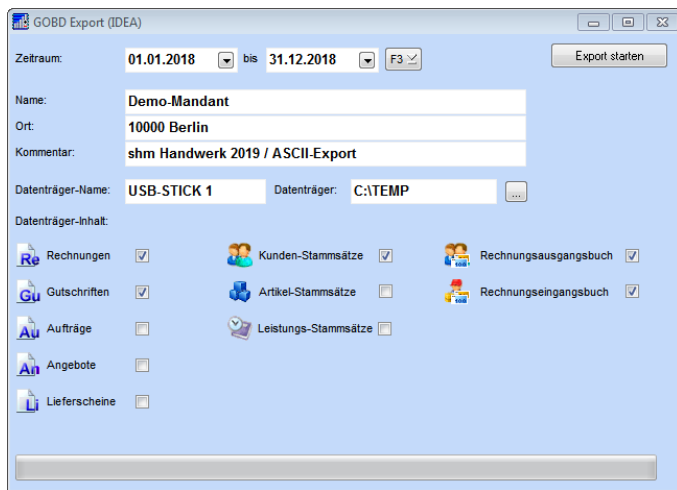 GOBD Export (IDEA)
Zeitraum: 01.01.2018 bis 31.12.2018 F3 Export starten
Name: Demo-Mandant
Ort: 10000 Berlin
Kommentar: shm Handwerk 2019 / ASCII-Export
Datenträger-Name: USB-STICK 1 Datenträger: C:\TEMP ...
Datenträger-Inhalt:
Re Rechnungen Kunden-Stammsätze Rechnungsausgangsbuch
Gu Gutschriften Artikel-Stammsätze Rechnungseingangsbuch
Au Aufträge Leistungs-Stammsätze
An Angebote
Li Lieferscheine